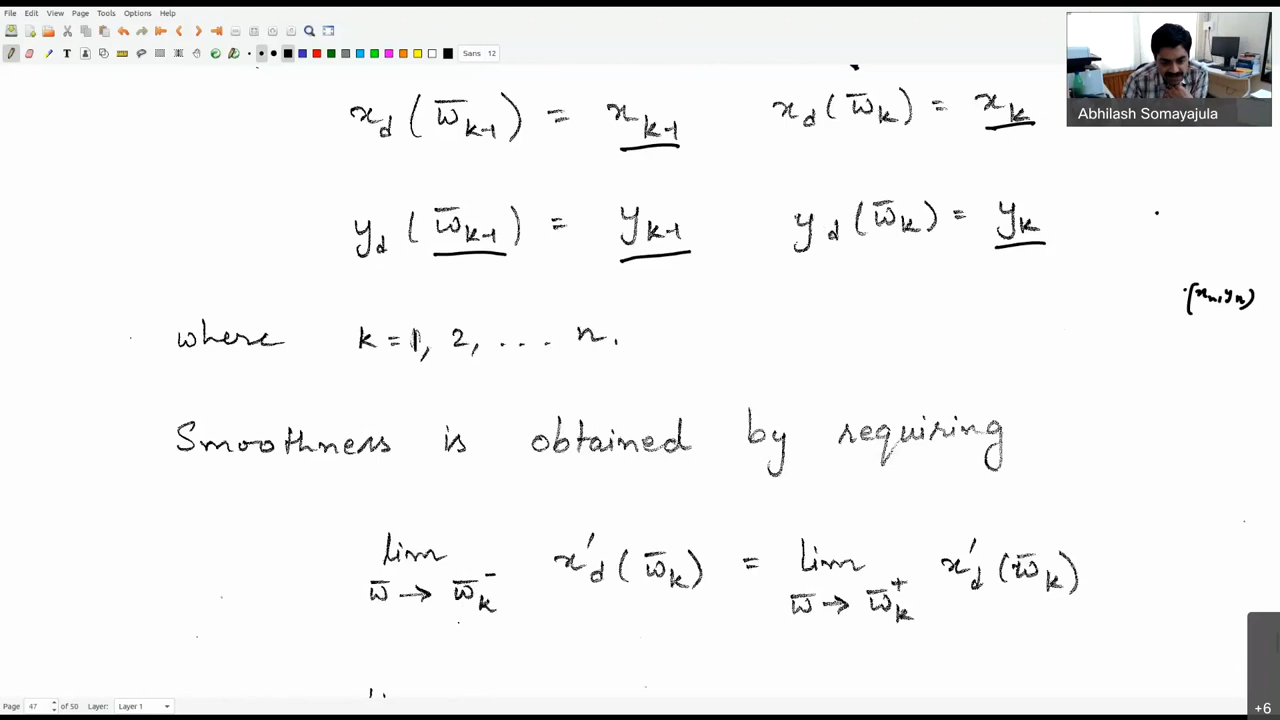 File Edit View Page Tools Options Help
Sans 12
Abhilash Somayajula
x_d ( ϖ̄_{k-1} ) = x_{k-1} x_d ( ϖ̄_k ) = x_k
y_d ( ϖ̄_{k-1} ) = y_{k-1} y_d ( ϖ̄_k ) = y_k
(x_n, y_n)
where k = 1, 2, ... n.
Smoothness is obtained by requiring
lim_{ϖ̄ → ϖ̄_k^-} x'_d ( ϖ̄_k ) = lim_{ϖ̄ → ϖ̄_k^+} x'_d ( ϖ̄_k )
Page 47 of 50 Layer: Layer 1
+6